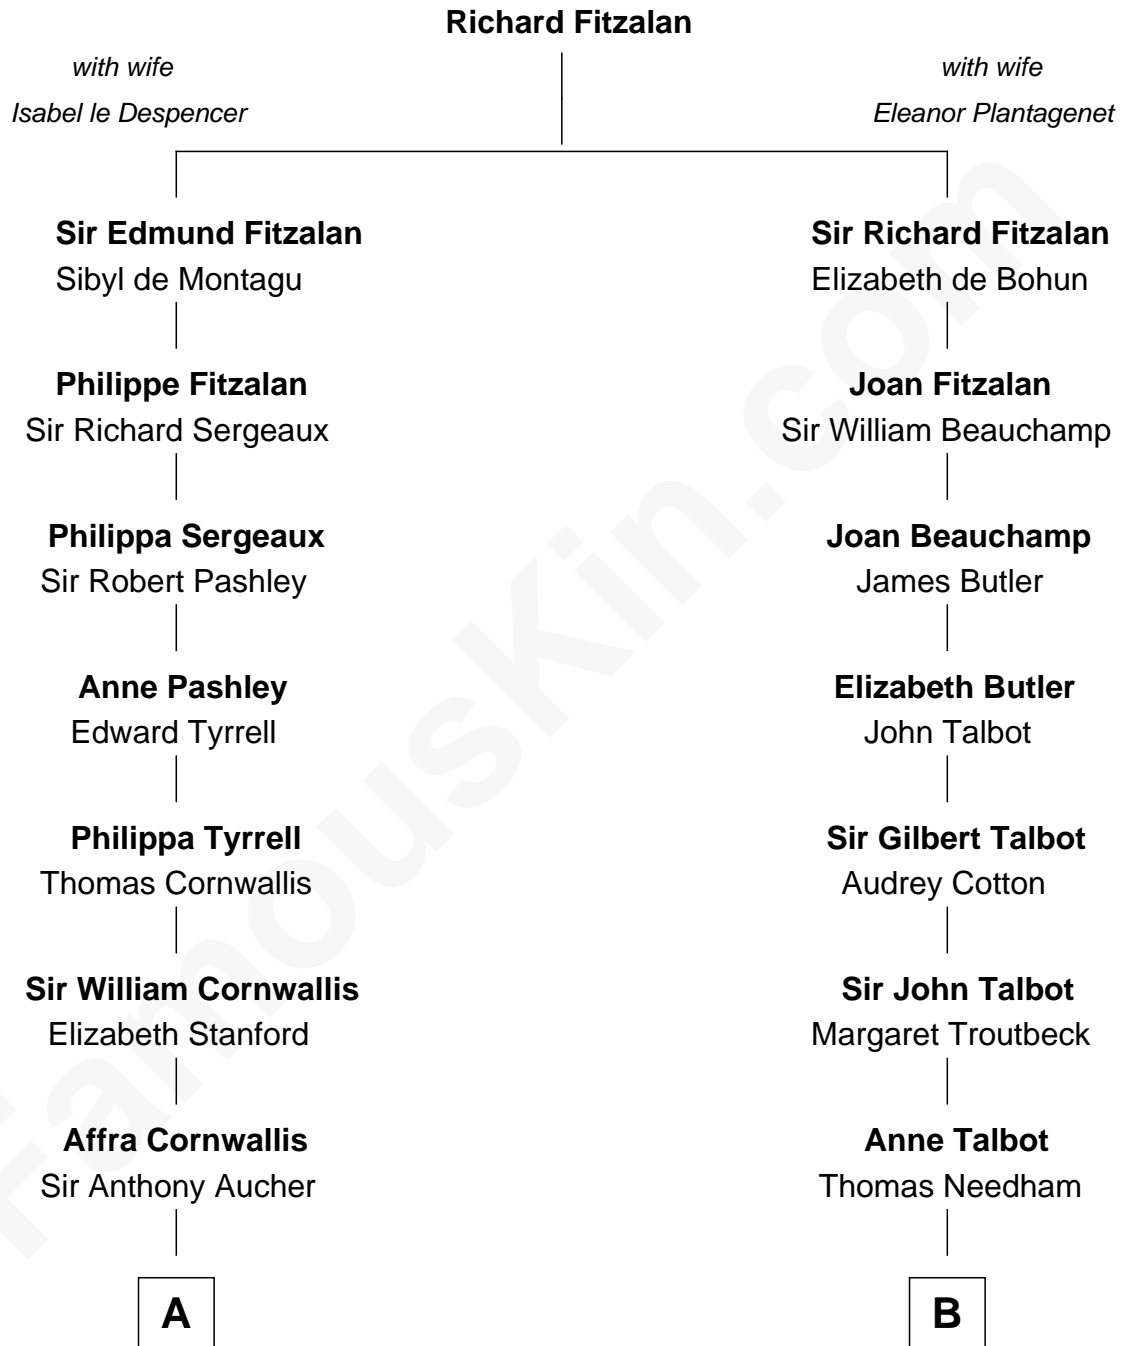 Richard Fitzalan
with wife
Isabel le Despencer
with wife
Eleanor Plantagenet
Sir Edmund Fitzalan
Sibyl de Montagu
Sir Richard Fitzalan
Elizabeth de Bohun
Philippe Fitzalan
Sir Richard Sergeaux
Joan Fitzalan
Sir William Beauchamp
Philippa Sergeaux
Sir Robert Pashley
Joan Beauchamp
James Butler
Anne Pashley
Edward Tyrrell
Elizabeth Butler
John Talbot
Philippa Tyrrell
Thomas Cornwallis
Sir Gilbert Talbot
Audrey Cotton
Sir William Cornwallis
Elizabeth Stanford
Sir John Talbot
Margaret Troutbeck
Affra Cornwallis
Sir Anthony Aucher
Anne Talbot
Thomas Needham
A
B
FamousKin.com